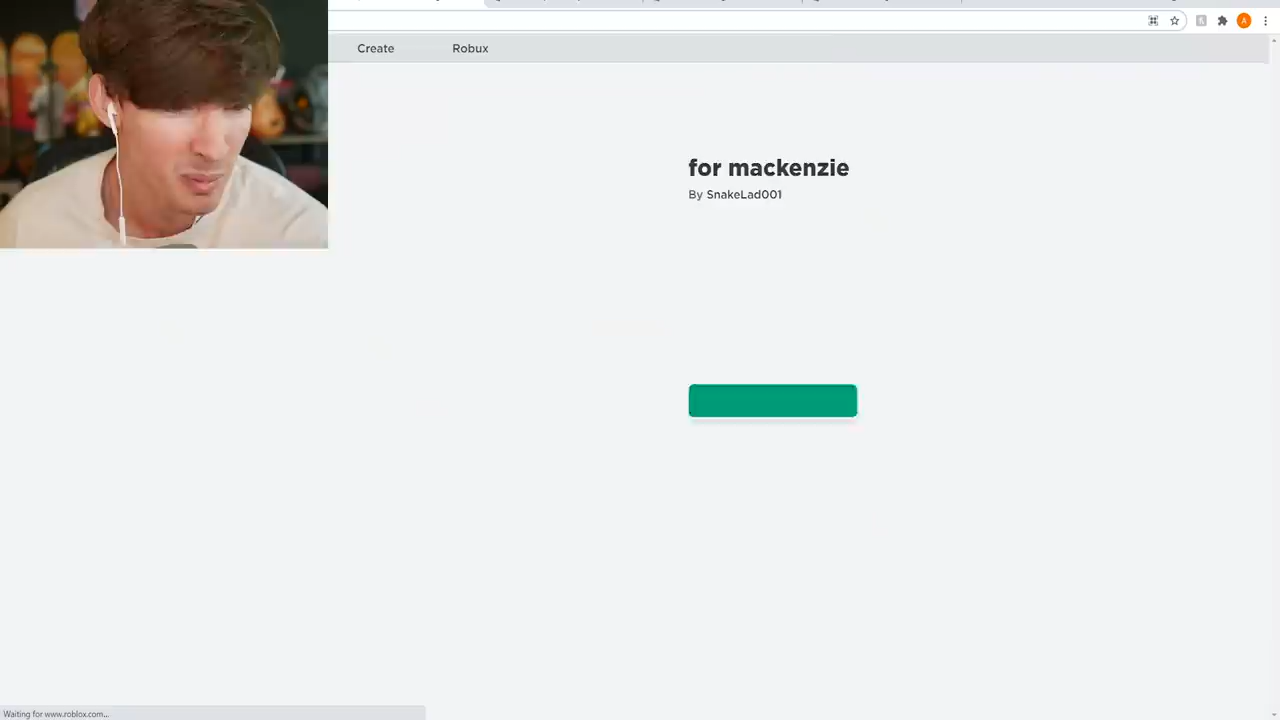 Create
Robux
for mackenzie
By SnakeLad001
A
Waiting for www.roblox.com...